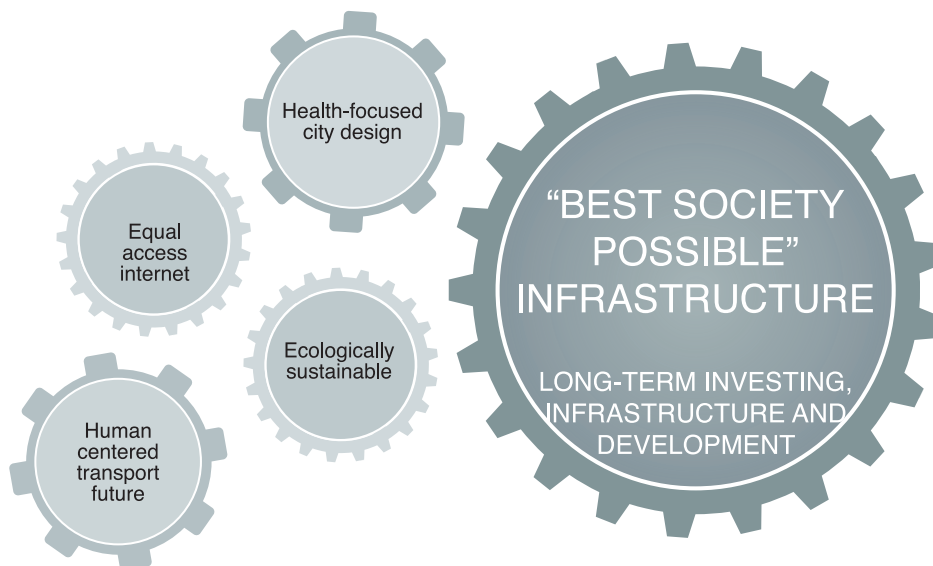 Health-focused
city design
Equal
access
internet
Ecologically
sustainable
Human
centered
transport
future
“BEST SOCIETY
POSSIBLE”
INFRASTRUCTURE
LONG-TERM INVESTING,
INFRASTRUCTURE AND
DEVELOPMENT